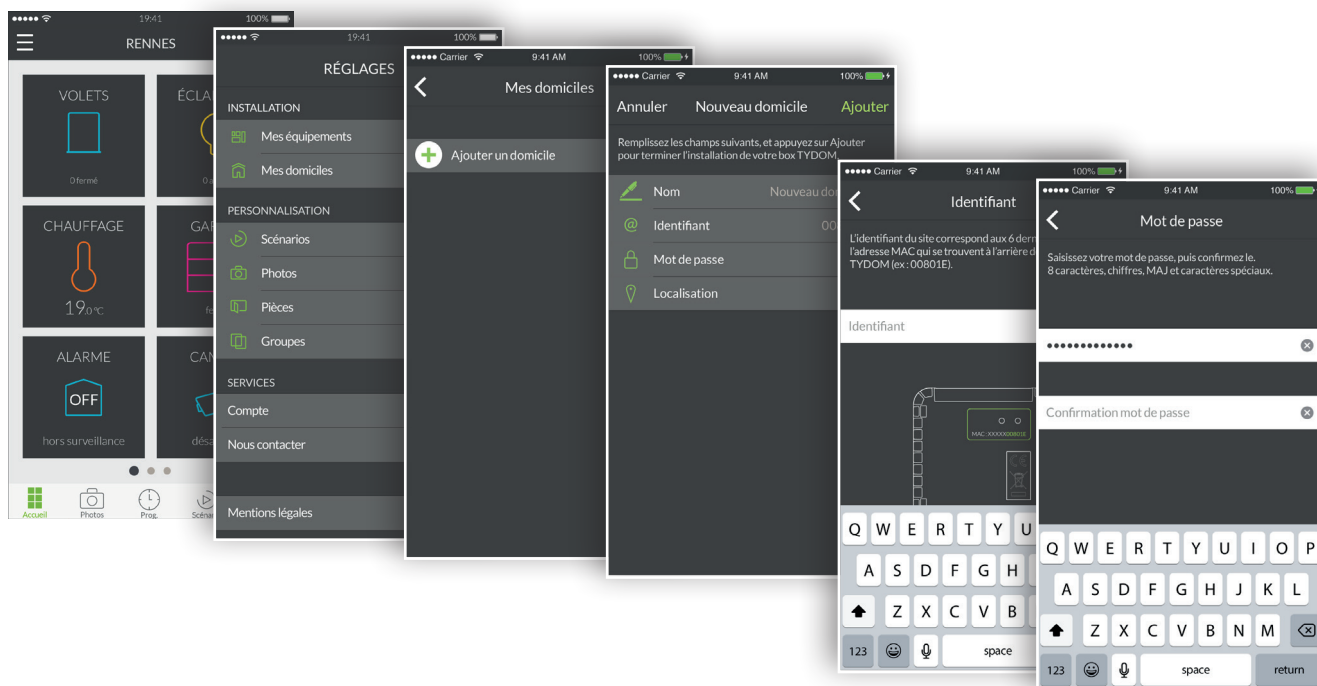 19:41
100%
RENNES
VOLETS
0 fermé
CHAUFFAGE
19.0 °C
ALARME
OFF
hors surveillance
Accueil
Photos
Prog.
19:41
100%
RÉGLAGES
INSTALLATION
Mes équipements
Mes domiciles
PERSONNALISATION
Scénarios
Photos
Pièces
Groupes
SERVICES
Compte
Nous contacter
Mentions légales
Carrier
9:41 AM
100%
Mes domiciles
Ajouter un domicile
Carrier
9:41 AM
100%
Annuler
Nouveau domicile
Ajouter
Remplissez les champs suivants, et appuyez sur Ajouter
pour terminer l'installation de votre box TYDOM.
Nom
Nouveau
@ Identifiant
00
Mot de passe
Localisation
Carrier
9:41 AM
100%
Identifiant
L'identifiant du site correspond aux 6
l'adresse MAC qui se trouvent à l'arrière
TYDOM (ex : 00801E).
Identifiant
MAC XXXXX00801E
CE
Q W E R T Y U
A S D F G H
Z X C V B
123
space
Carrier
9:41 AM
100%
Mot de passe
Saisissez votre mot de passe, puis confirmez le.
8 caractères, chiffres, MAJ et caractères spéciaux.
•••••••••••••
Confirmation mot de passe
Q W E R T Y U I O P
A S D F G H J K L
Z X C V B N M
123
space
return